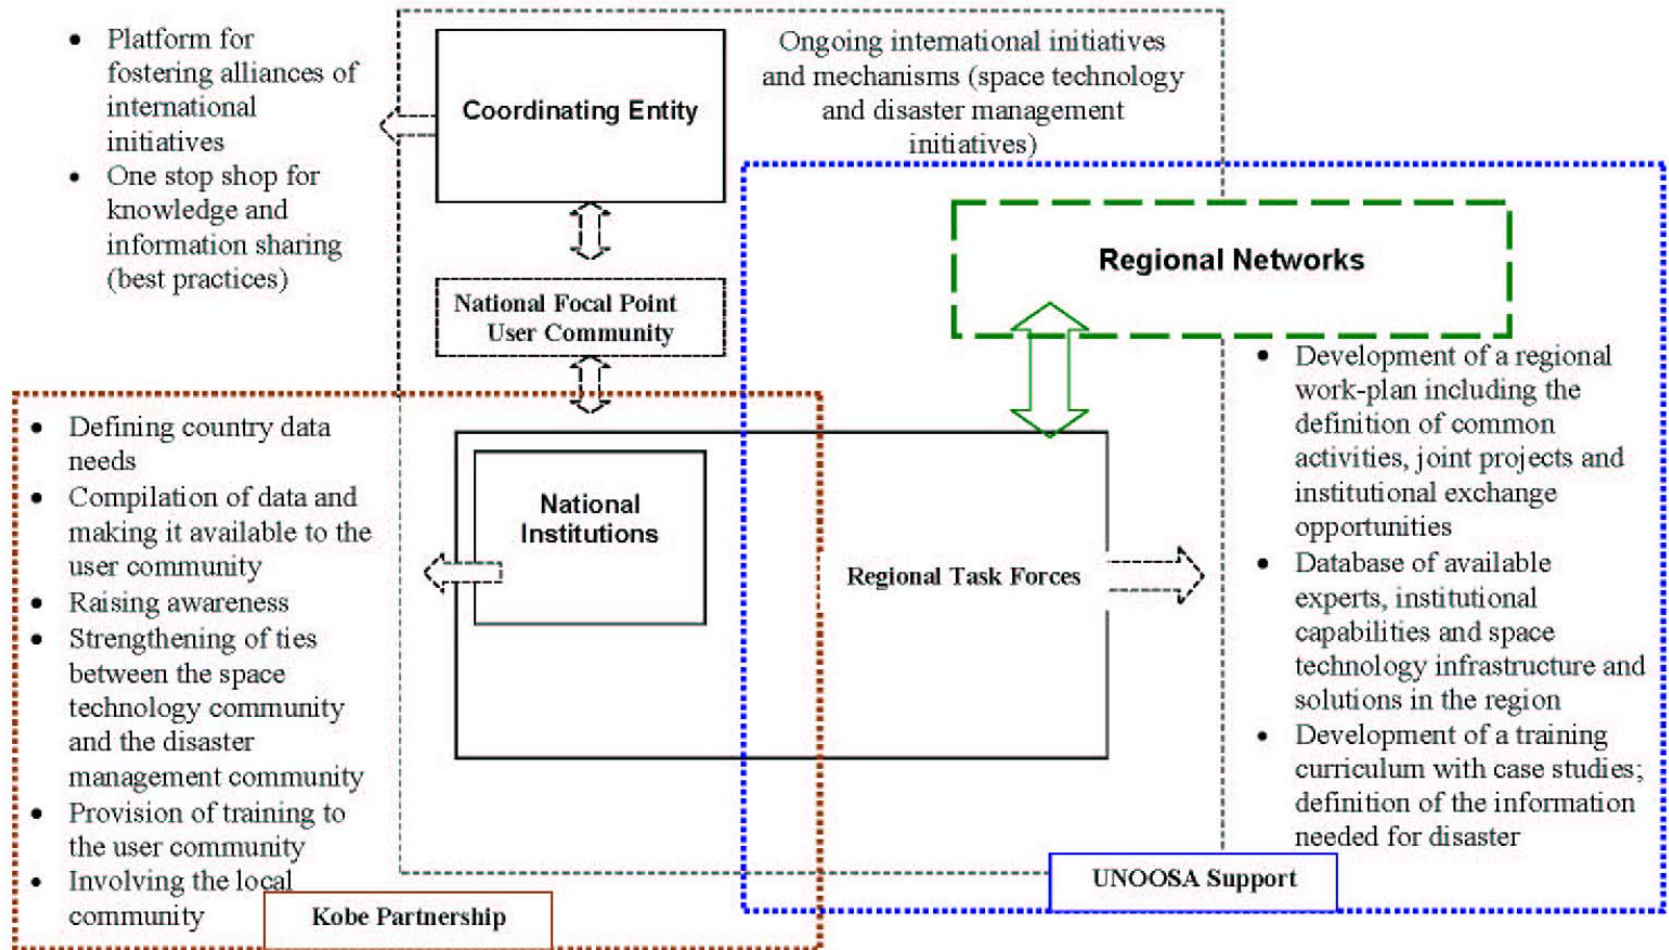 • Platform for
fostering alliances of
international
initiatives
• One stop shop for
knowledge and
information sharing
(best practices)
Coordinating Entity
Ongoing international initiatives
and mechanisms (space technology
and disaster management
initiatives)
National Focal Point
User Community
Regional Networks
• Defining country data
needs
• Compilation of data and
making it available to the
user community
• Raising awareness
• Strengthening of ties
between the space
technology community
and the disaster
management community
• Provision of training to
the user community
• Involving the local
community
National
Institutions
Regional Task Forces
• Development of a regional
work-plan including the
definition of common
activities, joint projects and
institutional exchange
opportunities
• Database of available
experts, institutional
capabilities and space
technology infrastructure and
solutions in the region
• Development of a training
curriculum with case studies;
definition of the information
needed for disaster
Kobe Partnership
UNOOSA Support